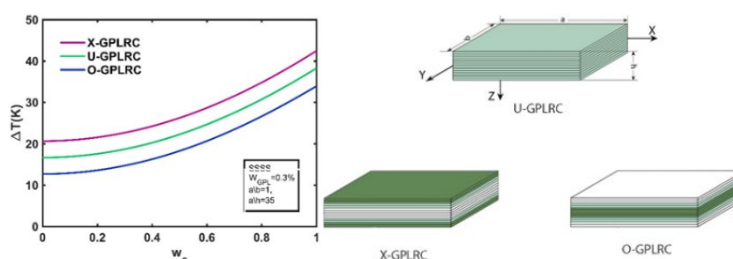 50
40
30
20
10
0
ΔT(K)
X-GPLRC
U-GPLRC
O-GPLRC
SSSS
W_GPL=0.3%
a\b=1,
a\h=35
0
0.2
0.4
0.6
0.8
1
a
b
h
X
Y
Z
U-GPLRC
X-GPLRC
O-GPLRC